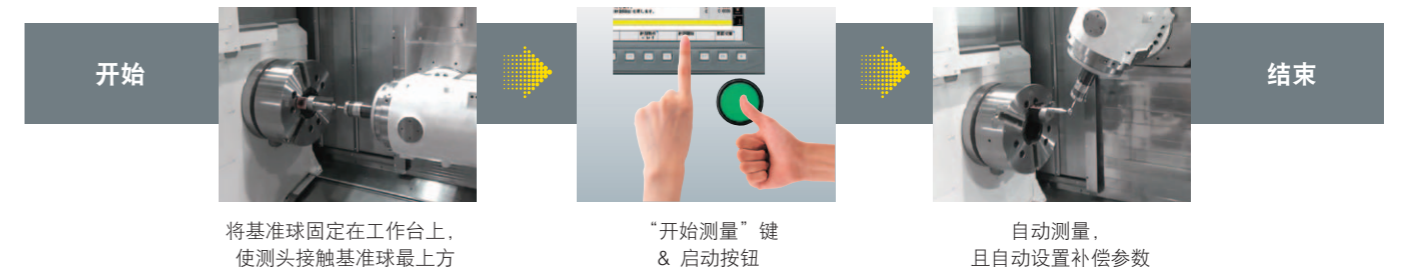 开始
将基准球固定在工作台上，
使测头接触基准球最上方
“开始测量”键
& 启动按钮
自动测量，
且自动设置补偿参数
结束